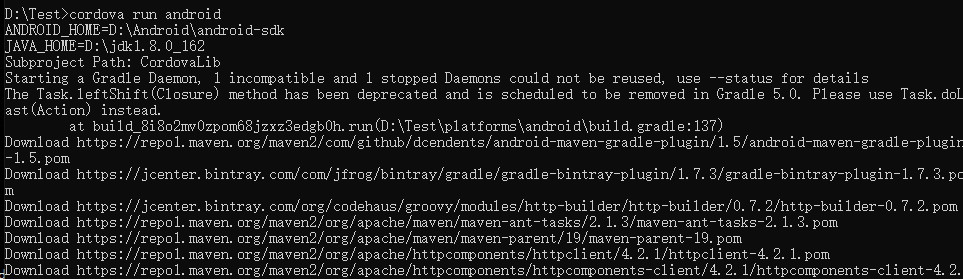 D:\Test>cordova run android
ANDROID_HOME=D:\Android\android-sdk
JAVA_HOME=D:\jdk1.8.0_162
Subproject Path: CordovaLib
Starting a Gradle Daemon, 1 incompatible and 1 stopped Daemons could not be reused, use --status for details
The Task.leftShift(Closure) method has been deprecated and is scheduled to be removed in Gradle 5.0. Please use Task.doL
ast(Action) instead.
        at build_8i8o2mv0zpom68jzxz3edgb0h.run(D:\Test\platforms\android\build.gradle:137)
Download https://repo1.maven.org/maven2/com/github/dcendents/android-maven-gradle-plugin/1.5/android-maven-gradle-plugin
-1.5.pom
Download https://jcenter.bintray.com/com/jfrog/bintray/gradle/gradle-bintray-plugin/1.7.3/gradle-bintray-plugin-1.7.3.po
m
Download https://jcenter.bintray.com/org/codehaus/groovy/modules/http-builder/http-builder/0.7.2/http-builder-0.7.2.pom
Download https://repo1.maven.org/maven2/org/apache/maven/maven-ant-tasks/2.1.3/maven-ant-tasks-2.1.3.pom
Download https://repo1.maven.org/maven2/org/apache/maven/maven-parent/19/maven-parent-19.pom
Download https://repo1.maven.org/maven2/org/apache/httpcomponents/httpclient/4.2.1/httpclient-4.2.1.pom
Download https://repo1.maven.org/maven2/org/apache/httpcomponents/httpcomponents-client/4.2.1/httpcomponents-client-4.2.